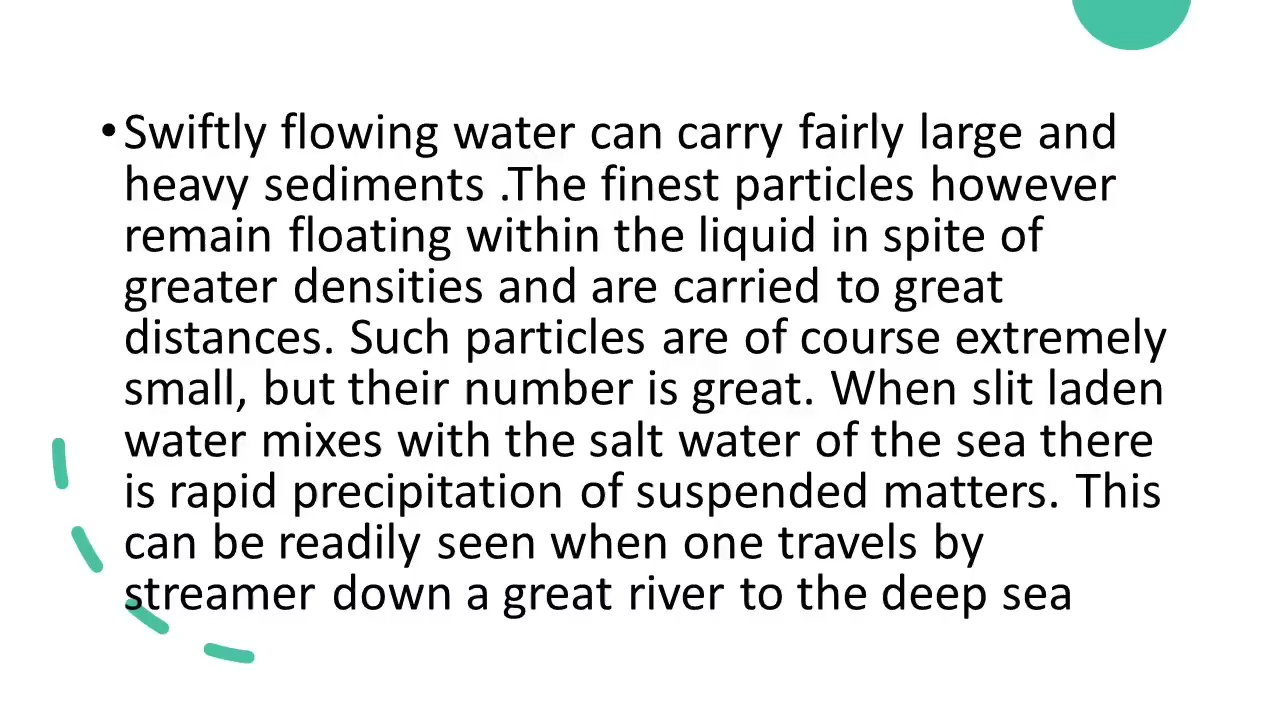 •Swiftly flowing water can carry fairly large and
heavy sediments .The finest particles however
remain floating within the liquid in spite of
greater densities and are carried to great
distances. Such particles are of course extremely
small, but their number is great. When slit laden
water mixes with the salt water of the sea there
is rapid precipitation of suspended matters. This
can be readily seen when one travels by
streamer down a great river to the deep sea